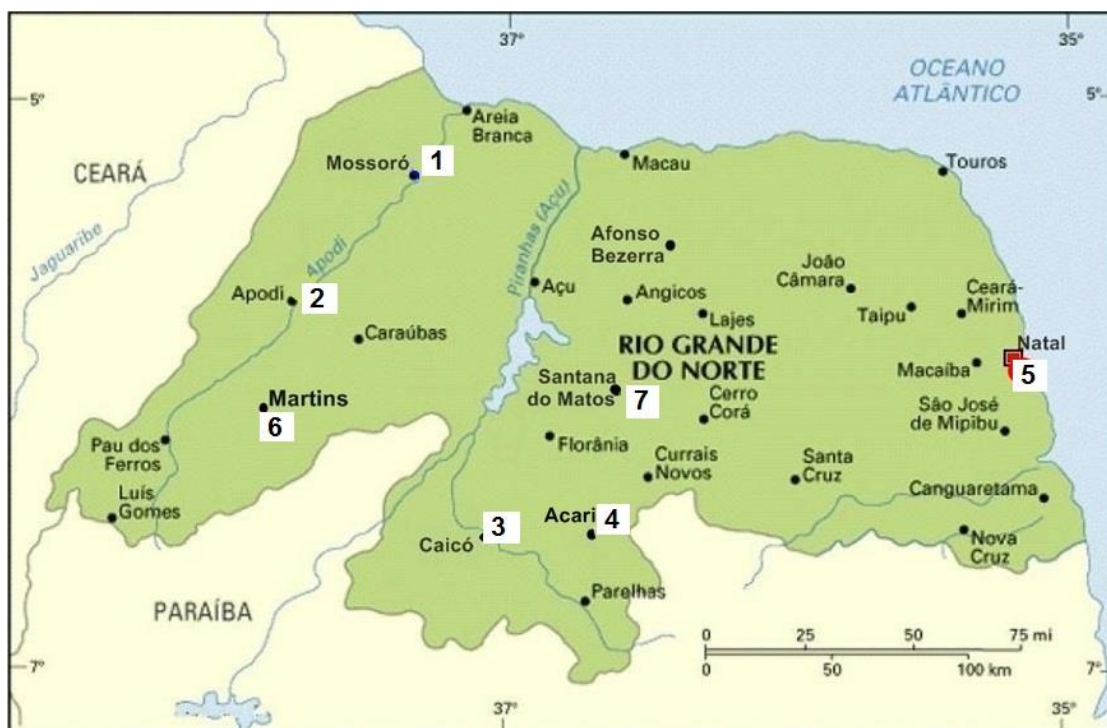 37°
35°
OCEANO
ATLÂNTICO
5°
5°
Areia
Branca
Mossoró
1
Macau
Touros
CEARÁ
Jaguaribe
Apodi
Piranhas (Açu)
Afonso
Bezerra
João
Câmara
Apodi
2
Açu
Angicos
Lajes
Taipu
Ceará-
Mirim
Caraúbas
RIO GRANDE
DO NORTE
Natal
5
Macaíba
Santana
do Matos
7
Martins
6
Cerro
Corá
São José
de Mipibu
Pau dos
Ferros
Florânia
Currais
Novos
Santa
Cruz
Canguaretama
Luís
Gomes
Acari
4
Caicó
3
Nova
Cruz
Parelhas
PARAÍBA
0 25 50 75 mi
0 50 100 km
7°
7°
37°
35°